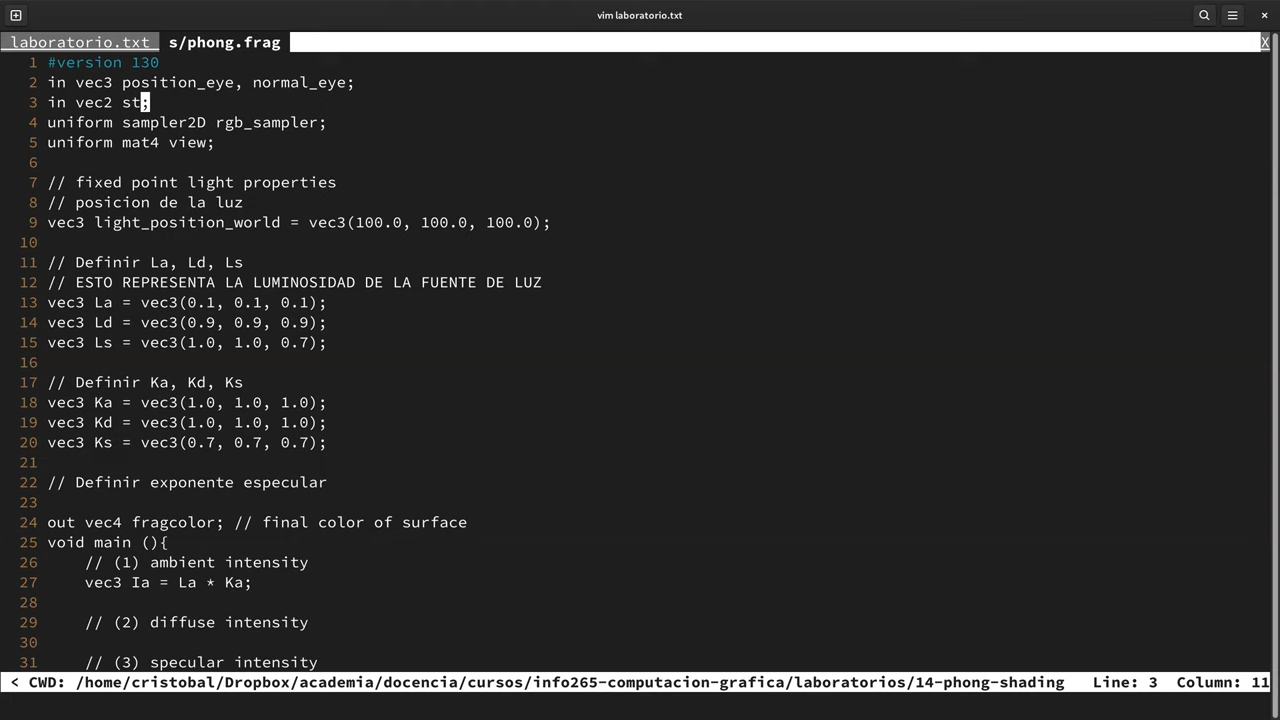 vim laboratorio.txt
laboratorio.txt s/phong.frag X
1 #version 130
2 in vec3 position_eye, normal_eye;
3 in vec2 st;
4 uniform sampler2D rgb_sampler;
5 uniform mat4 view;
6
7 // fixed point light properties
8 // posicion de la luz
9 vec3 light_position_world = vec3(100.0, 100.0, 100.0);
10
11 // Definir La, Ld, Ls
12 // ESTO REPRESENTA LA LUMINOSIDAD DE LA FUENTE DE LUZ
13 vec3 La = vec3(0.1, 0.1, 0.1);
14 vec3 Ld = vec3(0.9, 0.9, 0.9);
15 vec3 Ls = vec3(1.0, 1.0, 0.7);
16
17 // Definir Ka, Kd, Ks
18 vec3 Ka = vec3(1.0, 1.0, 1.0);
19 vec3 Kd = vec3(1.0, 1.0, 1.0);
20 vec3 Ks = vec3(0.7, 0.7, 0.7);
21
22 // Definir exponente especular
23
24 out vec4 fragcolor; // final color of surface
25 void main (){
26     // (1) ambient intensity
27     vec3 Ia = La * Ka;
28
29     // (2) diffuse intensity
30
31     // (3) specular intensity
< CWD: /home/cristobal/Dropbox/academia/docencia/cursos/info265-computacion-grafica/laboratorios/14-phong-shading   Line: 3  Column: 11